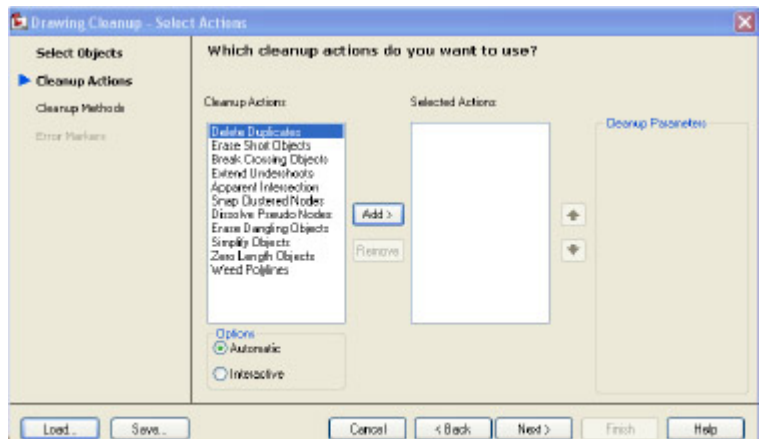 Drawing Cleanup - Select Actions
Select Objects
Cleanup Actions
Cleanup Methods
Error Markers
Which cleanup actions do you want to use?
Cleanup Actions:
Delete Duplicates
Erase Short Objects
Break Crossing Objects
Extend Undershoots
Apparent Intersection
Snap Clustered Nodes
Dissolve Pseudo Nodes
Erase Dangling Objects
Simplify Objects
Zero Length Objects
Weed Polylines
Add >
Remove
Selected Actions:
Cleanup Parameters
Options
Automatic
Interactive
Load...
Save...
Cancel
< Back
Next >
Finish
Help